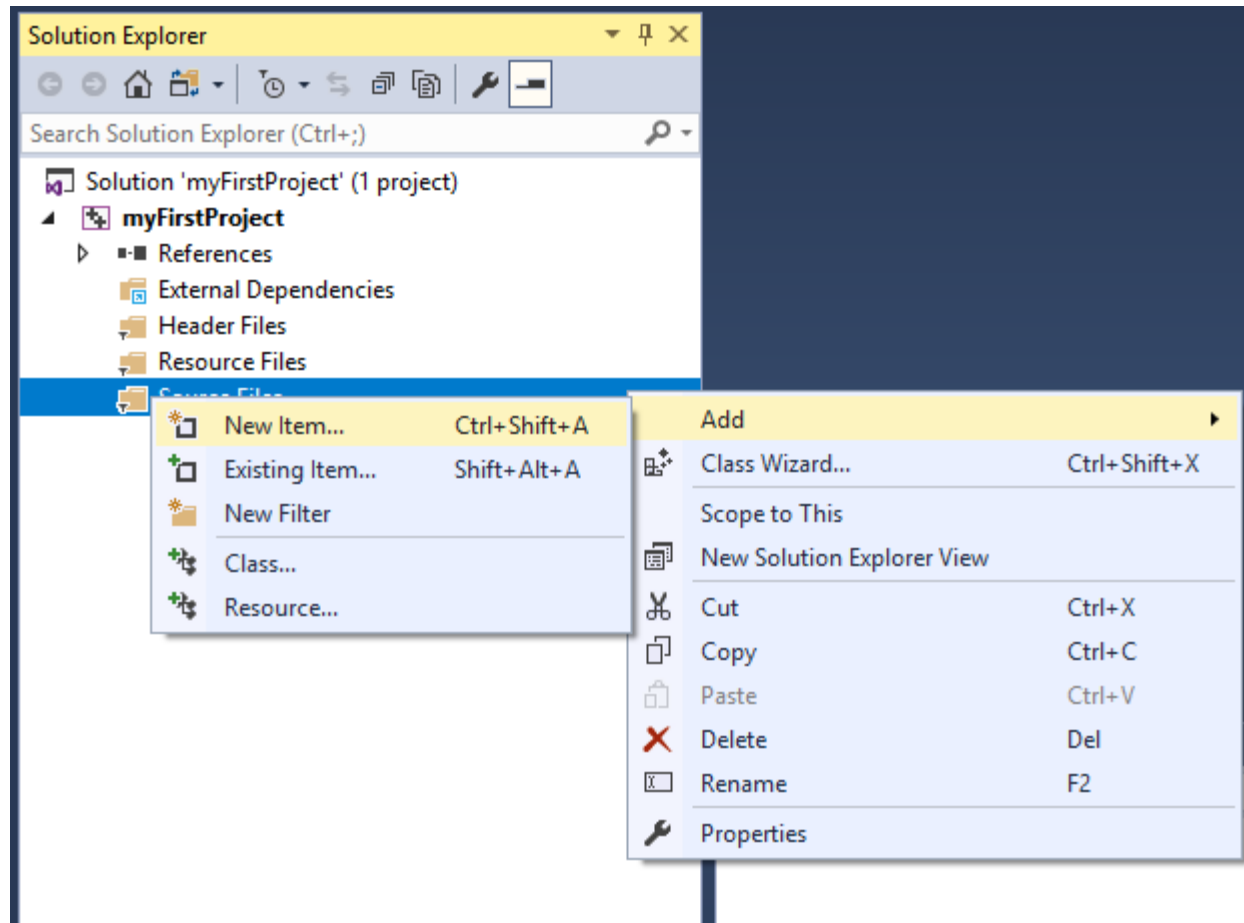 Solution Explorer
Search Solution Explorer (Ctrl+;)
Solution 'myFirstProject' (1 project)
myFirstProject
References
External Dependencies
Header Files
Resource Files
Source Files
New Item... Ctrl+Shift+A
Existing Item... Shift+Alt+A
New Filter
Class...
Resource...
Add
Class Wizard... Ctrl+Shift+X
Scope to This
New Solution Explorer View
Cut Ctrl+X
Copy Ctrl+C
Paste Ctrl+V
Delete Del
Rename F2
Properties